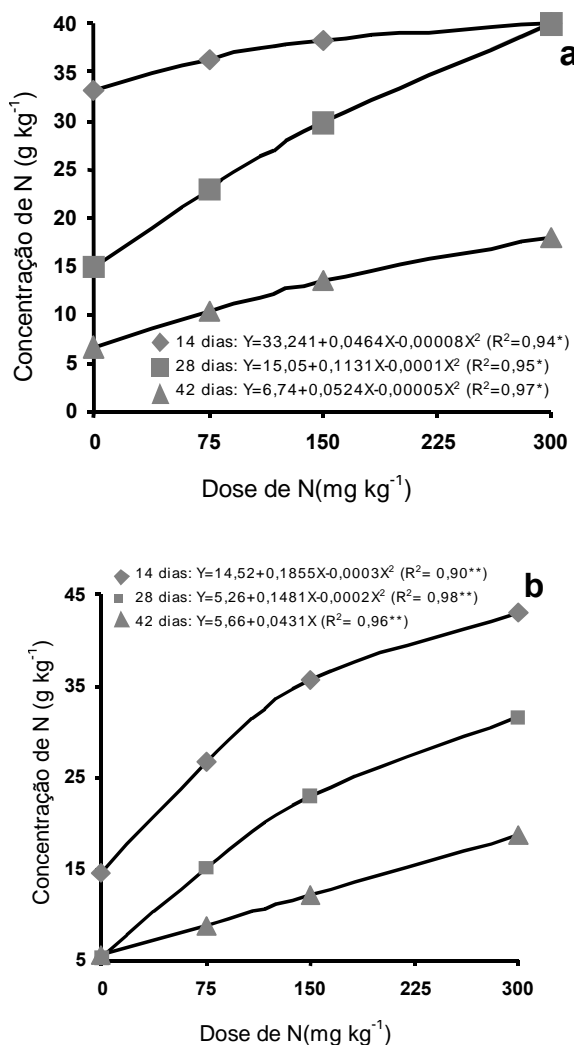 40
35
30
25
20
15
10
5
0
Concentração de N (g kg⁻¹)
a
14 dias: Y=33,241+0,0464X-0,00008X² (R²=0,94*)
28 dias: Y=15,05+0,1131X-0,0001X² (R²=0,95*)
42 dias: Y=6,74+0,0524X-0,00005X² (R²=0,97*)
0 75 150 225 300
Dose de N(mg kg⁻¹)
b
14 dias: Y=14,52+0,1855X-0,0003X² (R²= 0,90**)
28 dias: Y=5,26+0,1481X-0,0002X² (R²= 0,98**)
42 dias: Y=5,66+0,0431X (R²= 0,96**)
45
35
25
15
5
Concentração de N (g kg⁻¹)
0 75 150 225 300
Dose de N(mg kg⁻¹)